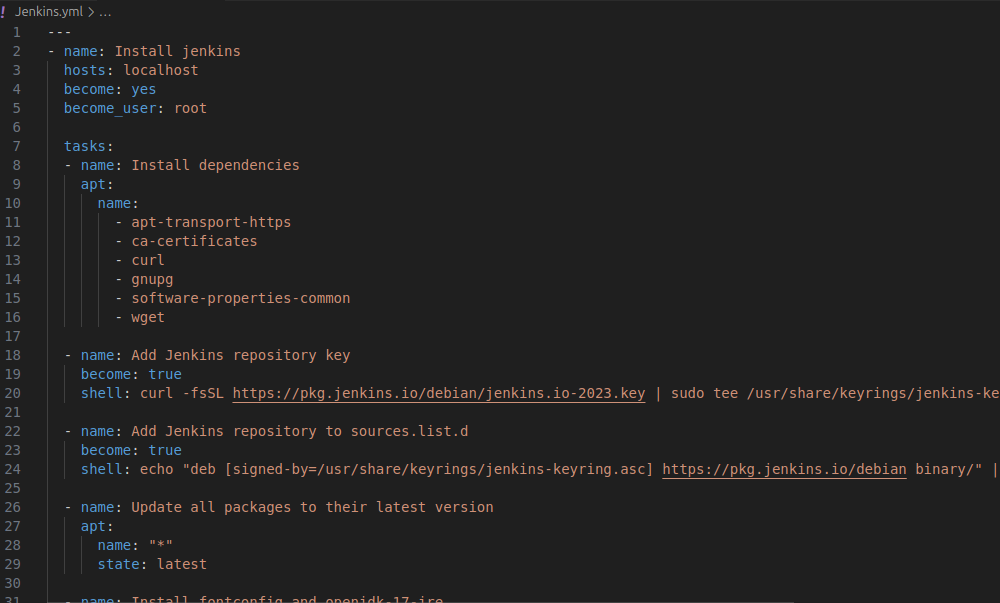 ! Jenkins.yml > ...
1 ---
2 - name: Install jenkins
3 hosts: localhost
4 become: yes
5 become_user: root
6
7 tasks:
8 - name: Install dependencies
9 apt:
10 name:
11 - apt-transport-https
12 - ca-certificates
13 - curl
14 - gnupg
15 - software-properties-common
16 - wget
17
18 - name: Add Jenkins repository key
19 become: true
20 shell: curl -fsSL https://pkg.jenkins.io/debian/jenkins.io-2023.key | sudo tee /usr/share/keyrings/jenkins-ke
21
22 - name: Add Jenkins repository to sources.list.d
23 become: true
24 shell: echo "deb [signed-by=/usr/share/keyrings/jenkins-keyring.asc] https://pkg.jenkins.io/debian binary/" |
25
26 - name: Update all packages to their latest version
27 apt:
28 name: "*"
29 state: latest
30
31 - name: Install fontconfig and openjdk-17-jre